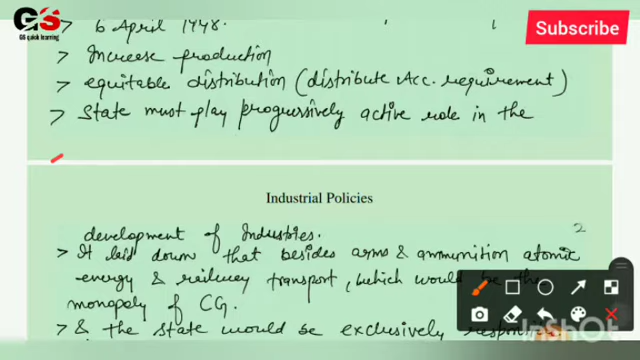 GS
GS quick learning
Subscribe
> 6 April 1948.
> Increase production
> equitable distribution (distribute Acc. requirement)
> State must play progressively active role in the
Industrial Policies
2
development of Industries.
> It laid down that besides arms & ammunition atomic
energy & railway transport, which would be the
monopoly of CG.
> & the state would be exclusively
InShOt